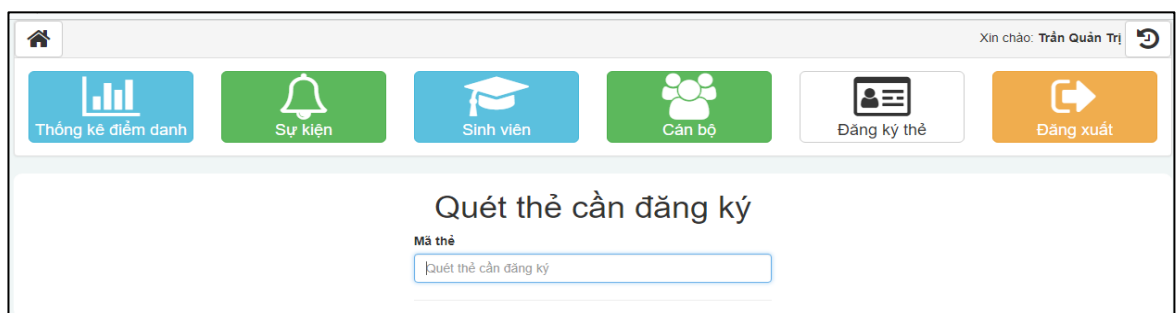 Xin chào: Trần Quản Trị
Thống kê điểm danh Sự kiện Sinh viên Cán bộ Đăng ký thẻ Đăng xuất
Quét thẻ cần đăng ký
Mã thẻ
Quét thẻ cần đăng ký